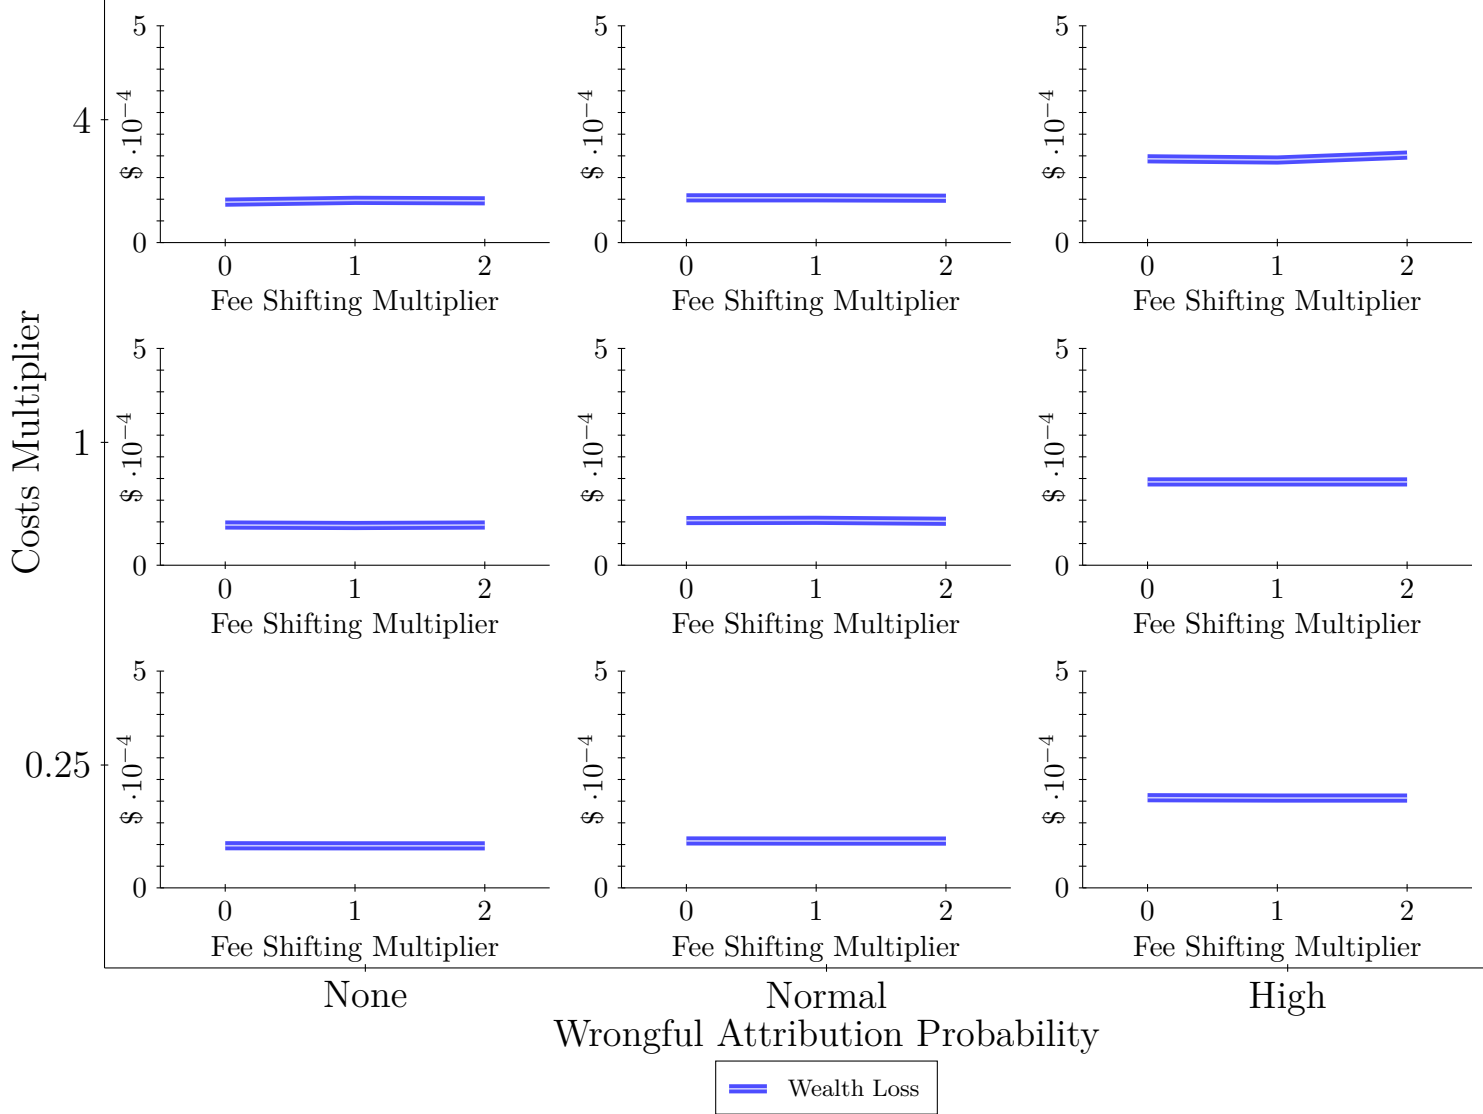 5
$ ·10⁻⁴
0
0 1 2
Fee Shifting Multiplier
5
$ ·10⁻⁴
0
0 1 2
Fee Shifting Multiplier
5
$ ·10⁻⁴
0
0 1 2
Fee Shifting Multiplier
4
5
$ ·10⁻⁴
0
0 1 2
Fee Shifting Multiplier
5
$ ·10⁻⁴
0
0 1 2
Fee Shifting Multiplier
5
$ ·10⁻⁴
0
0 1 2
Fee Shifting Multiplier
1
Costs Multiplier
5
$ ·10⁻⁴
0
0 1 2
Fee Shifting Multiplier
5
$ ·10⁻⁴
0
0 1 2
Fee Shifting Multiplier
5
$ ·10⁻⁴
0
0 1 2
Fee Shifting Multiplier
0.25
None Normal High
Wrongful Attribution Probability
Wealth Loss